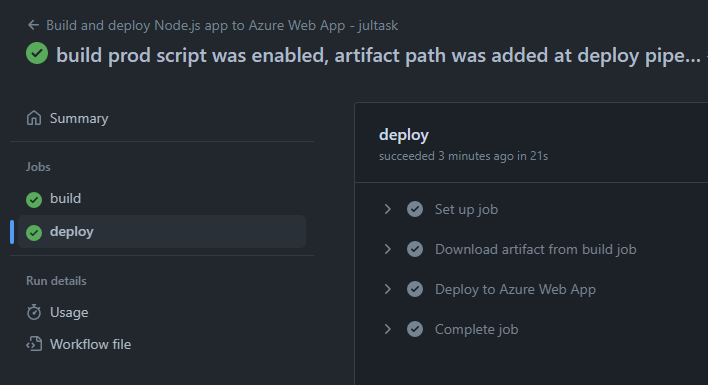 Build and deploy Node.js app to Azure Web App - jultask
build prod script was enabled, artifact path was added at deploy pipe...
Summary
Jobs
build
deploy
Run details
Usage
Workflow file
deploy
succeeded 3 minutes ago in 21s
Set up job
Download artifact from build job
Deploy to Azure Web App
Complete job